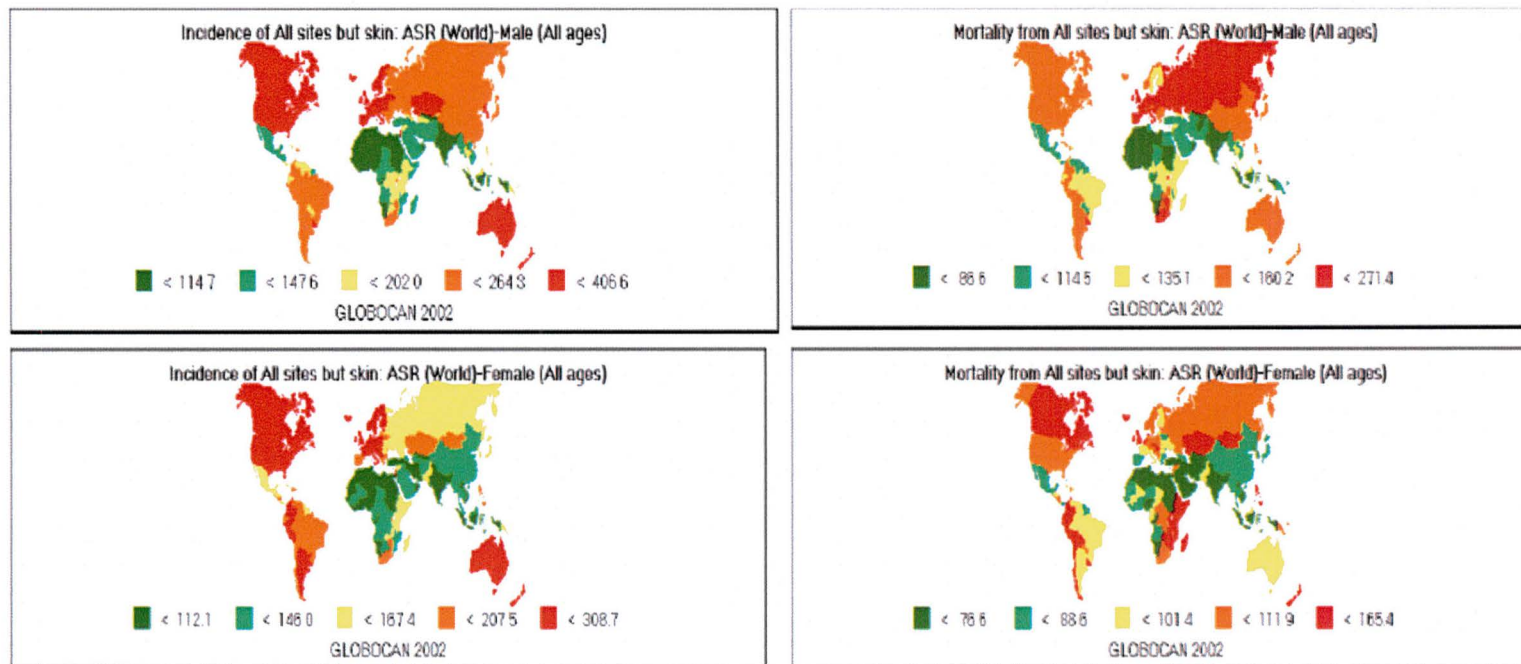 Incidence of All sites but skin: ASR (World)-Male (All ages)
< 114.7 < 147.6 < 202.0 < 264.3 < 406.6
GLOBOCAN 2002
Mortality from All sites but skin: ASR (World)-Male (All ages)
< 86.6 < 114.5 < 135.1 < 160.2 < 271.4
GLOBOCAN 2002
Incidence of All sites but skin: ASR (World)-Female (All ages)
< 112.1 < 146.0 < 167.4 < 207.5 < 308.7
GLOBOCAN 2002
Mortality from All sites but skin: ASR (World)-Female (All ages)
< 76.6 < 88.6 < 101.4 < 111.9 < 165.4
GLOBOCAN 2002